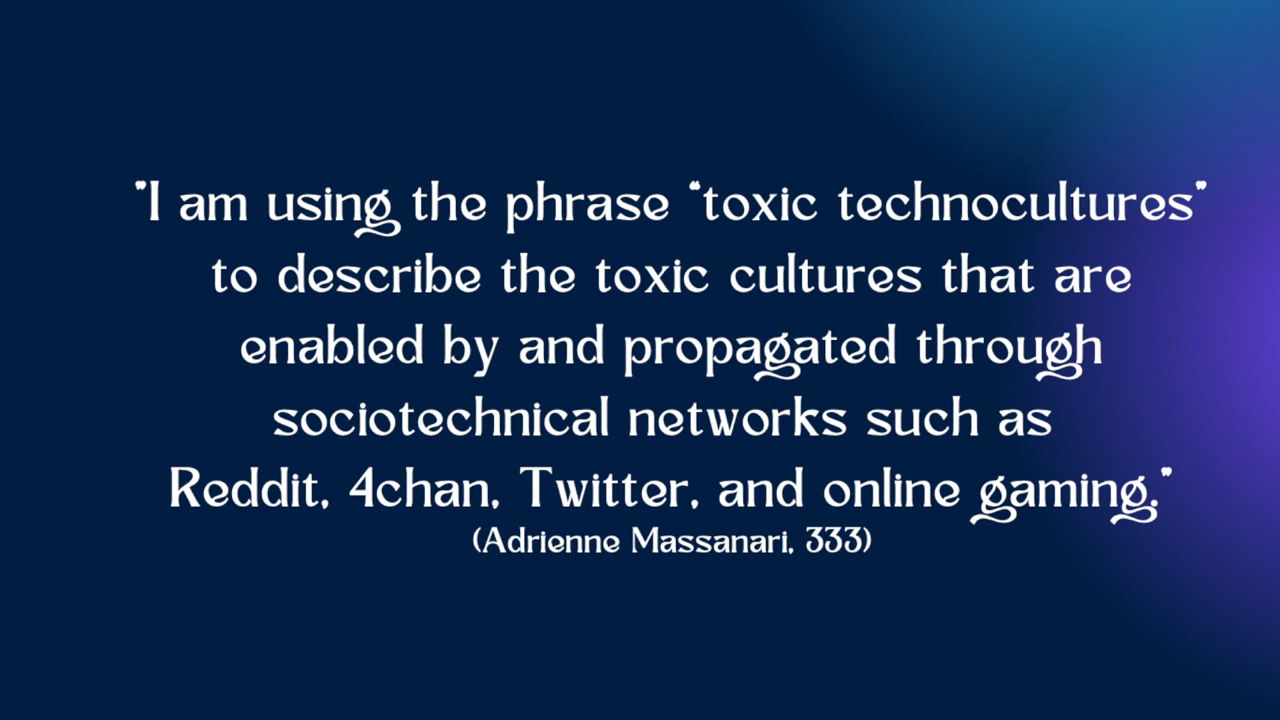 "I am using the phrase “toxic technocultures"
to describe the toxic cultures that are
enabled by and propagated through
sociotechnical networks such as
Reddit, 4chan, Twitter, and online gaming."
(Adrienne Massanari, 333)